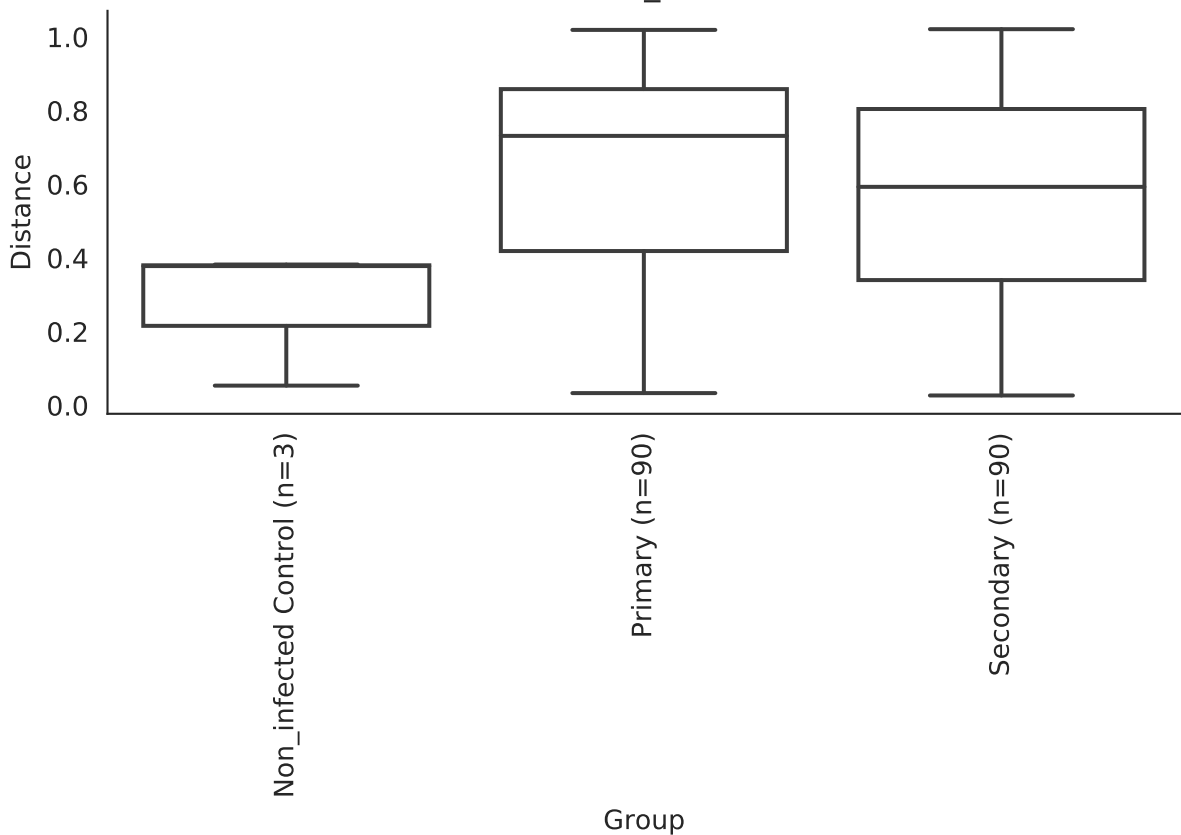 1.0
0.8
0.6
0.4
0.2
0.0
Distance
Non_infected Control (n=3)
Primary (n=90)
Secondary (n=90)
Group